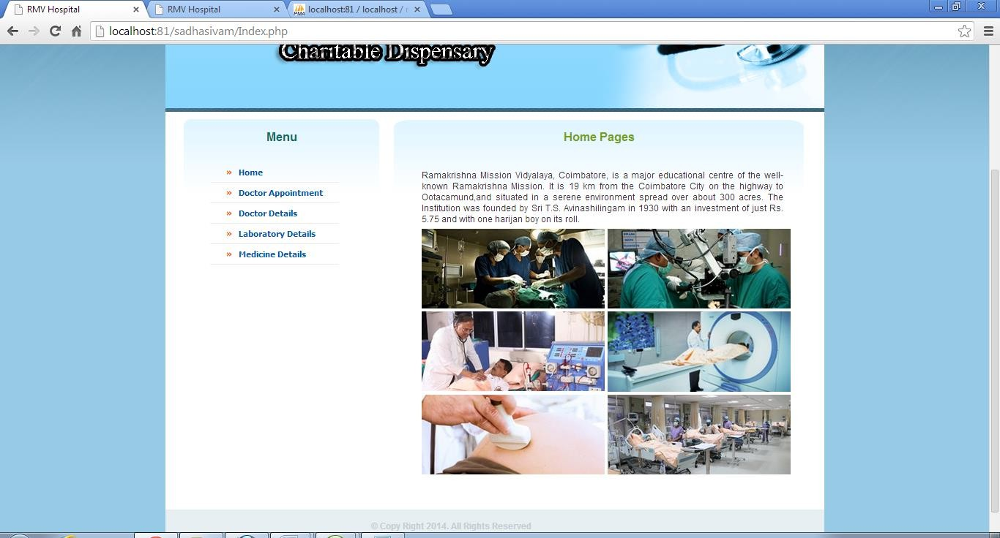 RMV Hospital
RMV Hospital
localhost:81 / localhost /
localhost:81/sadhasivam/Index.php
Charitable Dispensary
Menu
» Home
» Doctor Appointment
» Doctor Details
» Laboratory Details
» Medicine Details
Home Pages
Ramakrishna Mission Vidyalaya, Coimbatore, is a major educational centre of the well-
known Ramakrishna Mission. It is 19 km from the Coimbatore City on the highway to
Ootacamund,and situated in a serene environment spread over about 300 acres. The
Institution was founded by Sri T.S. Avinashilingam in 1930 with an investment of just Rs.
5.75 and with one harijan boy on its roll.
© Copy Right 2014. All Rights Reserved